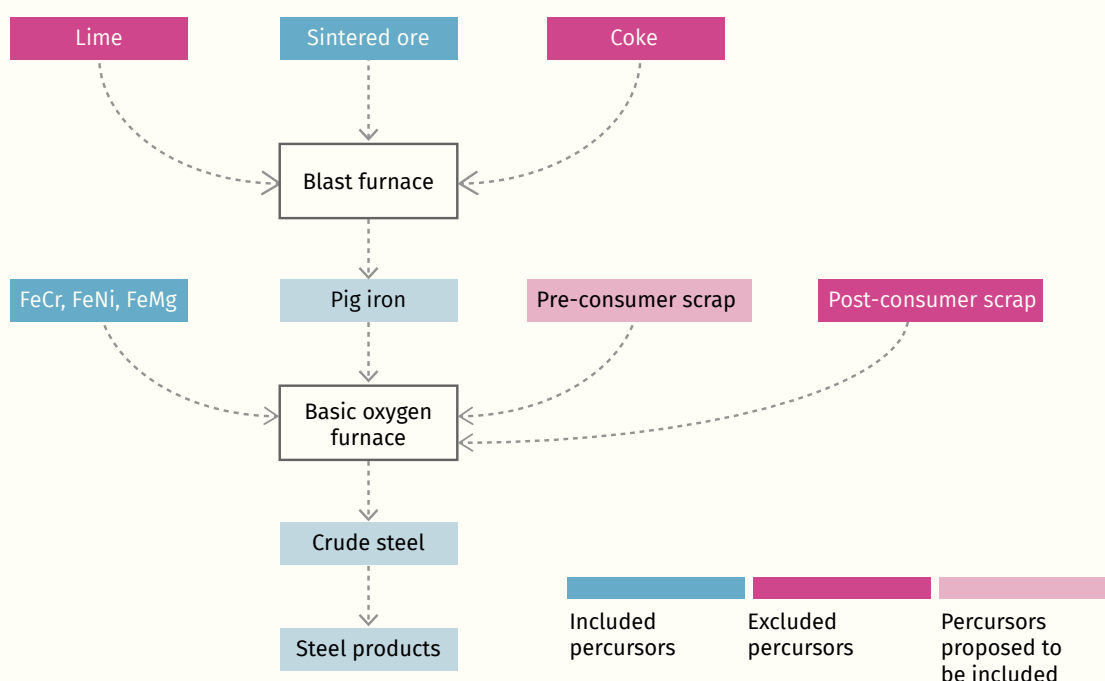 Lime
Sintered ore
Coke
Blast furnace
FeCr, FeNi, FeMg
Pig iron
Pre-consumer scrap
Post-consumer scrap
Basic oxygen
furnace
Crude steel
Steel products
Included
percursors
Excluded
percursors
Percursors
proposed to
be included